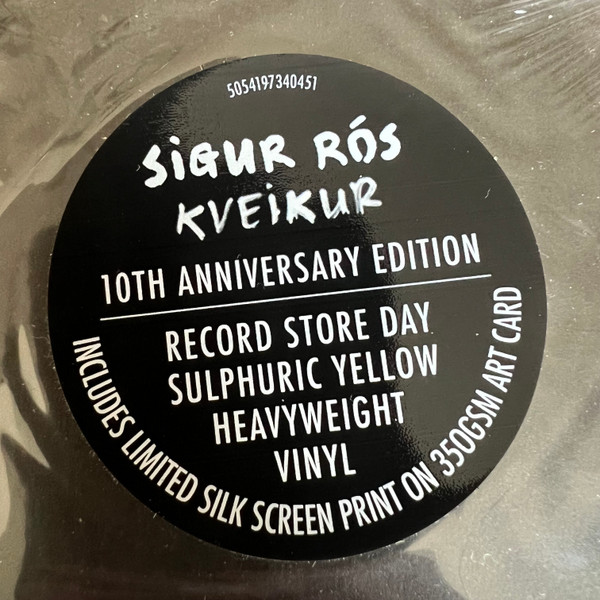 5054197340451
SiGUR RÓS
KVEiKUR
10TH ANNIVERSARY EDITION
RECORD STORE DAY
SULPHURIC YELLOW
HEAVYWEIGHT
VINYL
INCLUDES LIMITED SILK SCREEN PRINT ON 350GSM ART CARD